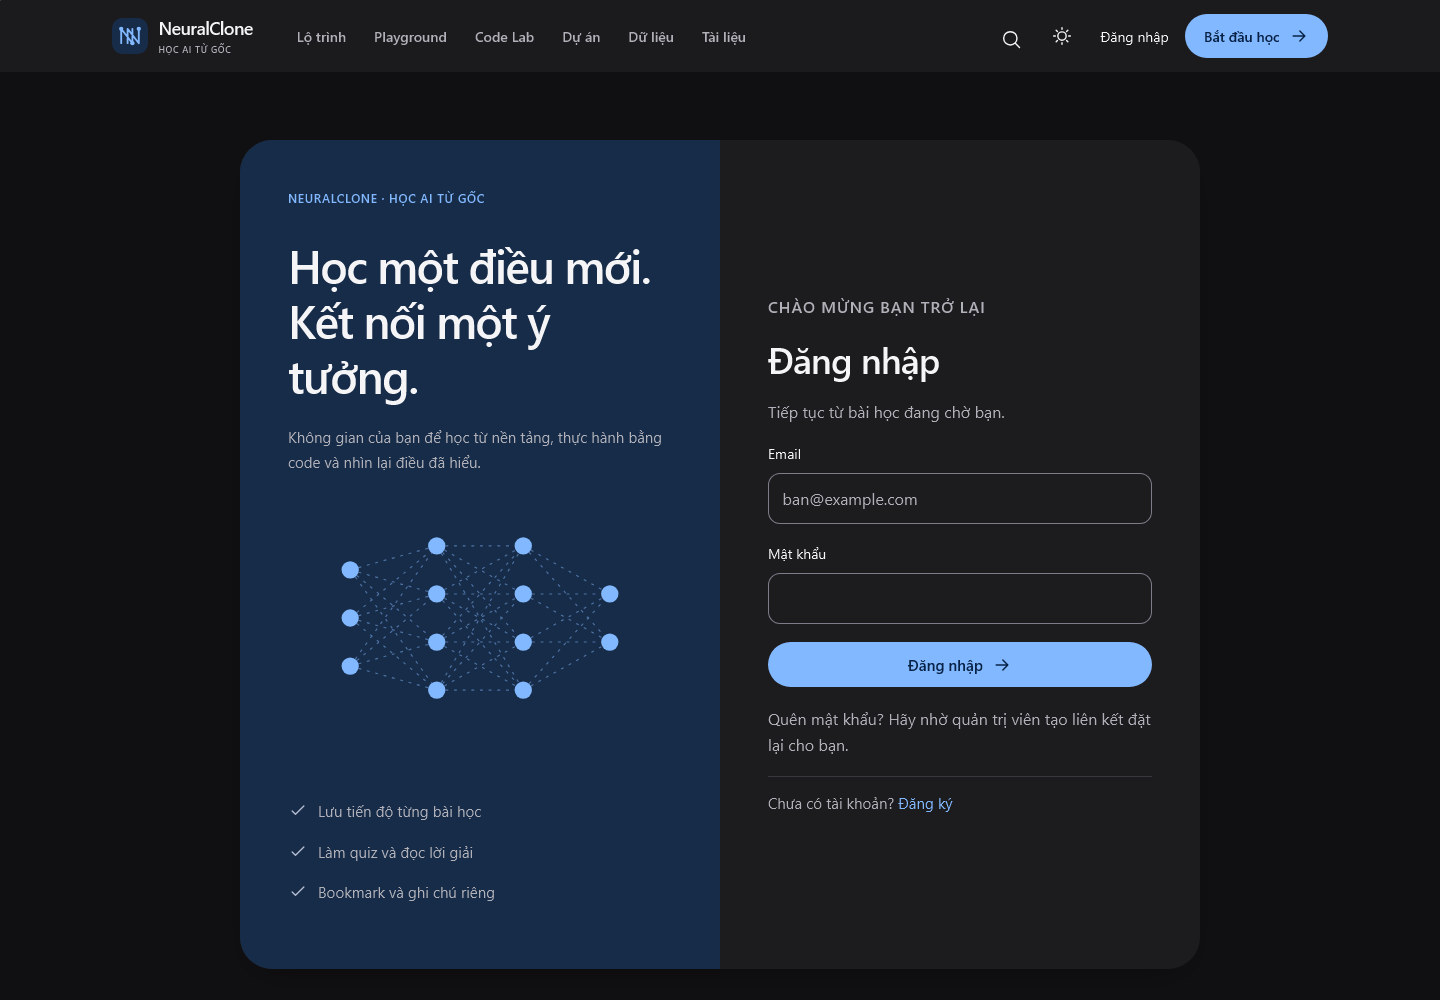 NeuralClone
HỌC AI TỪ GỐC
Lộ trình
Playground
Code Lab
Dự án
Dữ liệu
Tài liệu
Đăng nhập
Bắt đầu học
NEURALCLONE · HỌC AI TỪ GỐC
Học một điều mới.
Kết nối một ý
tưởng.
Không gian của bạn để học từ nền tảng, thực hành bằng
code và nhìn lại điều đã hiểu.
Lưu tiến độ từng bài học
Làm quiz và đọc lời giải
Bookmark và ghi chú riêng
CHÀO MỪNG BẠN TRỞ LẠI
Đăng nhập
Tiếp tục từ bài học đang chờ bạn.
Email
ban@example.com
Mật khẩu
Đăng nhập
Quên mật khẩu? Hãy nhờ quản trị viên tạo liên kết đặt
lại cho bạn.
Chưa có tài khoản? Đăng ký